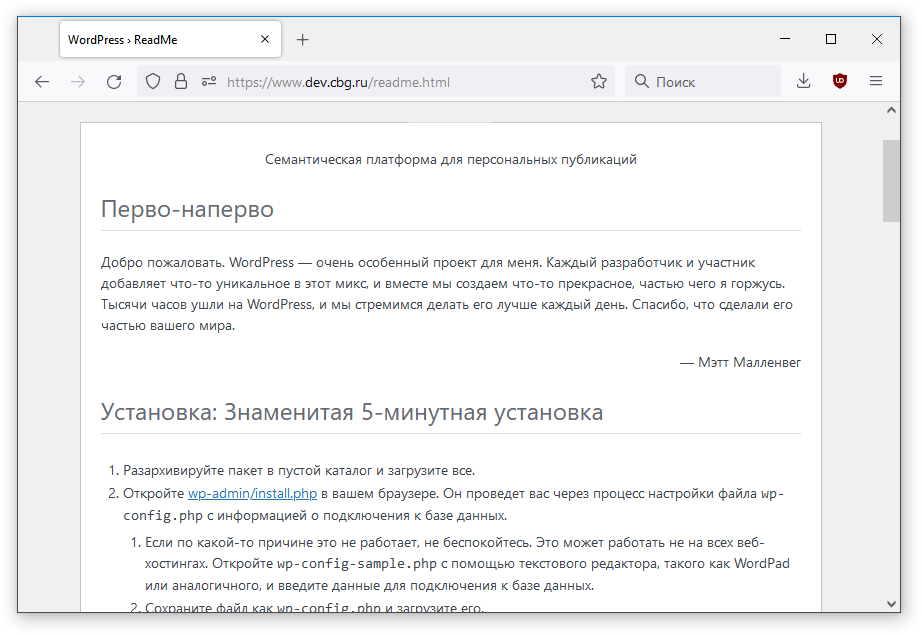 WordPress › ReadMe
https://www.dev.cbg.ru/readme.html
Поиск
Семантическая платформа для персональных публикаций
Перво-наперво
Добро пожаловать. WordPress — очень особенный проект для меня. Каждый разработчик и участник
добавляет что-то уникальное в этот микс, и вместе мы создаем что-то прекрасное, частью чего я горжусь.
Тысячи часов ушли на WordPress, и мы стремимся делать его лучше каждый день. Спасибо, что сделали его
частью вашего мира.
— Мэтт Малленвег
Установка: Знаменитая 5-минутная установка
1. Разархивируйте пакет в пустой каталог и загрузите все.
2. Откройте wp-admin/install.php в вашем браузере. Он проведет вас через процесс настройки файла wp-
config.php с информацией о подключения к базе данных.
1. Если по какой-то причине это не работает, не беспокойтесь. Это может работать не на всех веб-
хостингах. Откройте wp-config-sample.php с помощью текстового редактора, такого как WordPad
или аналогичного, и введите данные для подключения к базе данных.
2. Сохраните файл как wp-config.php и загрузите его.